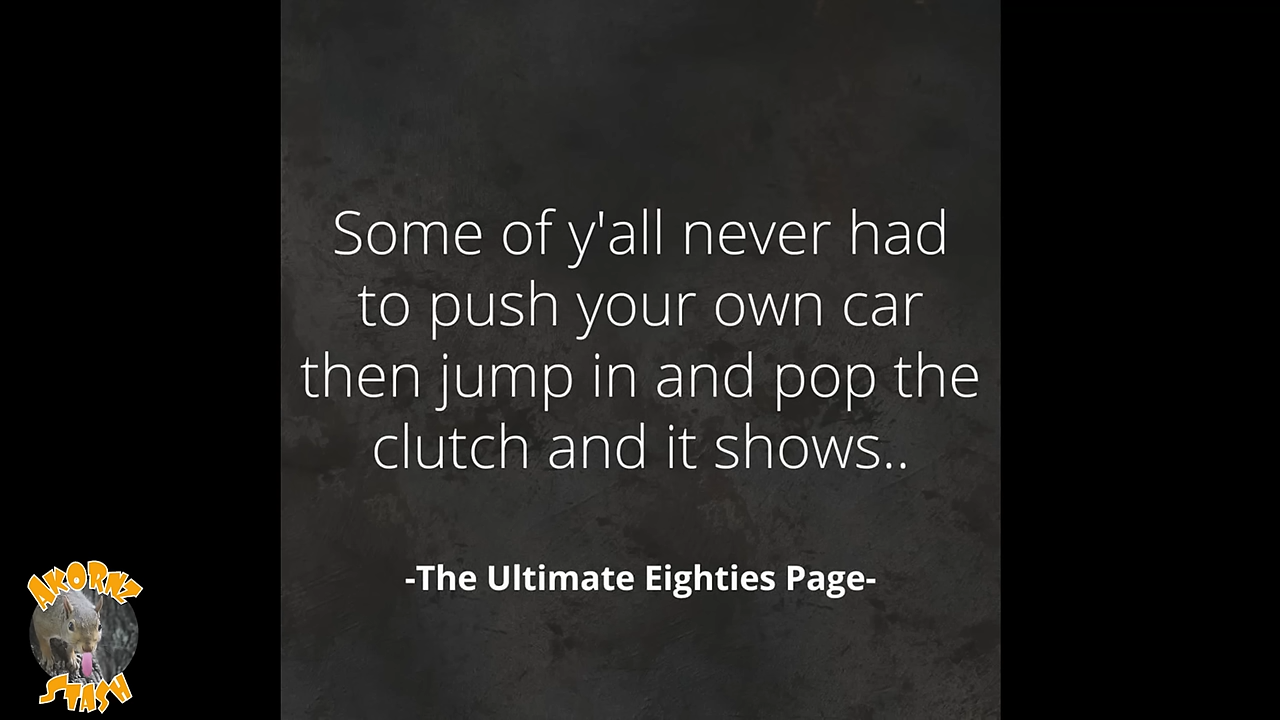 Some of y'all never had
to push your own car
then jump in and pop the
clutch and it shows..
-The Ultimate Eighties Page-
AKORNZ
STASH